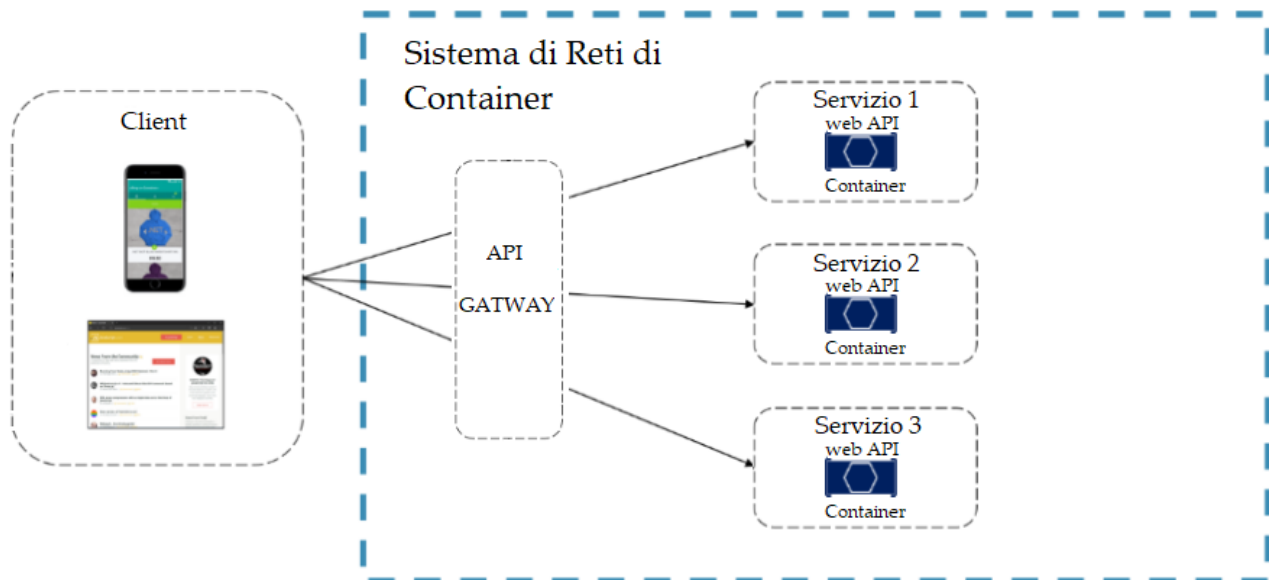 Sistema di Reti di
Container
Client
API
GATWAY
Servizio 1
web API
Container
Servizio 2
web API
Container
Servizio 3
web API
Container